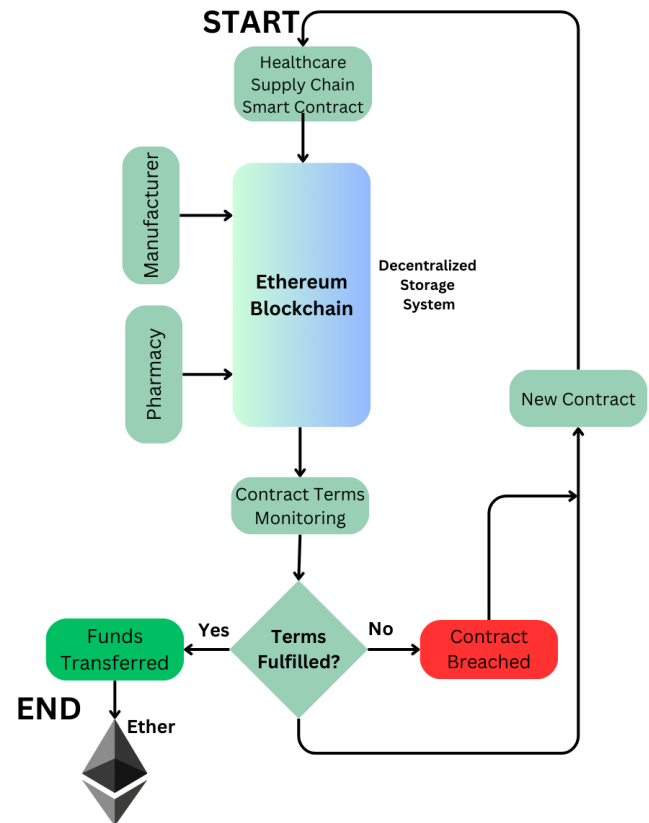 START
Healthcare
Supply Chain
Smart Contract
Manufacturer
Ethereum
Blockchain
Decentralized
Storage
System
Pharmacy
New Contract
Contract Terms
Monitoring
Terms
Fulfilled?
Yes
No
Funds
Transferred
Contract
Breached
END
Ether